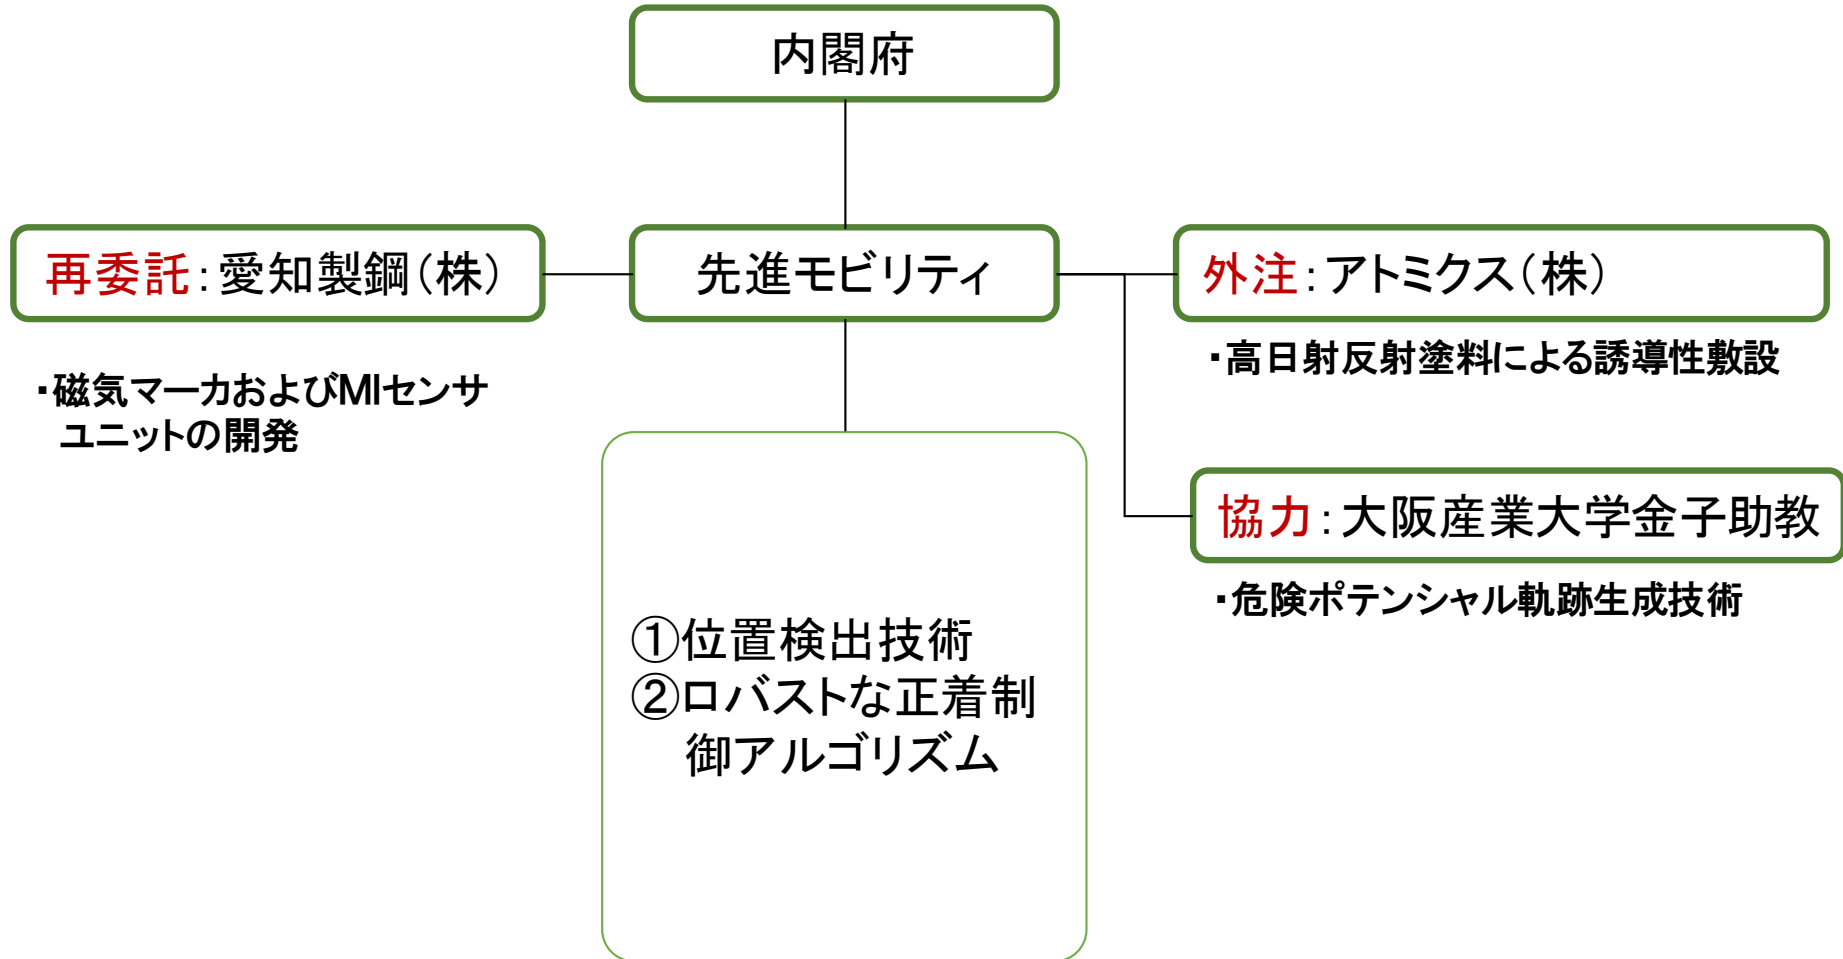 内閣府
再委託:愛知製鋼(株)
先進モビリティ
外注:アトミクス(株)
・磁気マーカおよびMIセンサ
ユニットの開発
・高日射反射塗料による誘導性敷設
協力:大阪産業大学金子助教
・危険ポテンシャル軌跡生成技術
①位置検出技術
②ロバストな正着制
御アルゴリズム